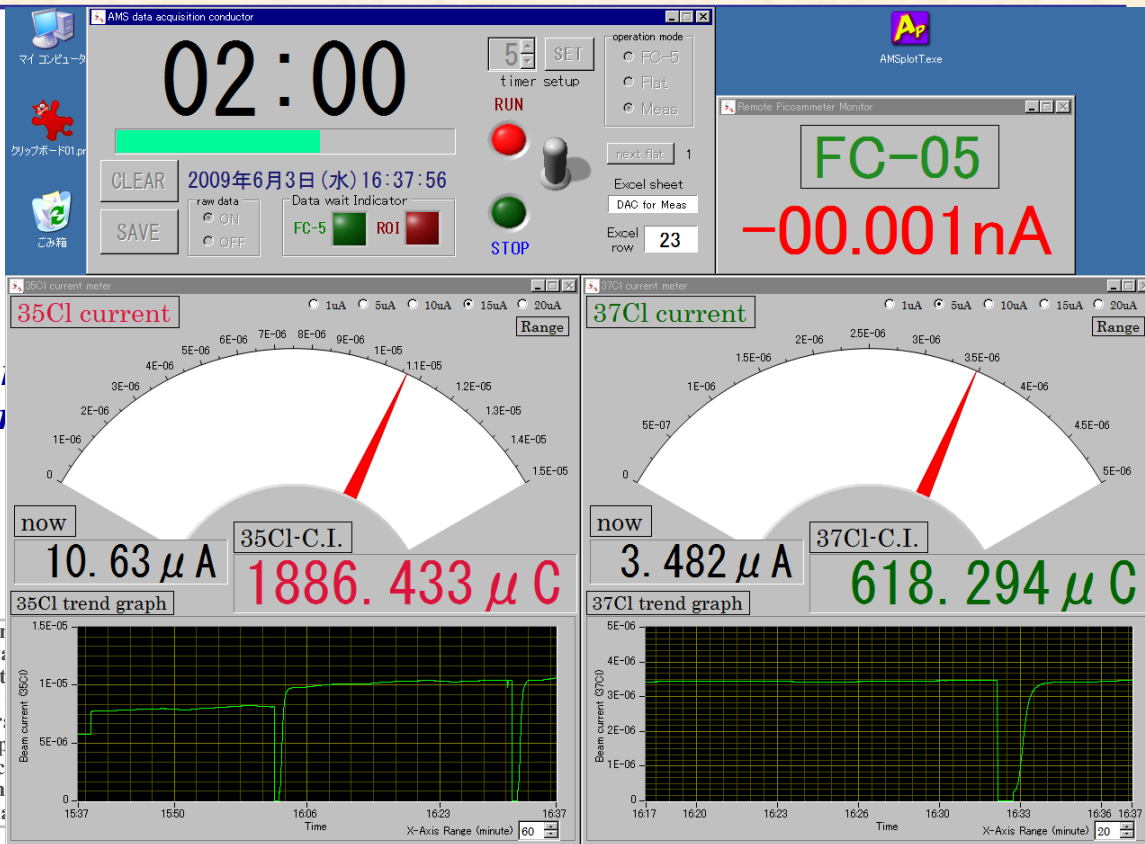 マイ コンピュータ
クリップボード01.pr
ごみ箱
AMS data acquisition conductor
02:00
5
SET
timer setup
operation mode
FC-5
Flat
Meas
RUN
STOP
next flat 1
CLEAR
SAVE
2009年6月3日(水)16:37:56
raw data
ON
OFF
Data wait Indicator
FC-5
ROI
Excel sheet
DAC for Meas
Excel row 23
Ap
AMSplotT.exe
Remote Picoammeter Monitor
FC-05
-00.001nA
35Cl current meter
35Cl current
1uA 5uA 10uA 15uA 20uA
Range
0 1E-06 2E-06 3E-06 4E-06 5E-06 6E-06 7E-06 8E-06 9E-06 1E-05 1.1E-05 1.2E-05 1.3E-05 1.4E-05 1.5E-05
now
10.63 μA
35Cl-C.I.
1886.433 μC
35Cl trend graph
Beam current (35Cl)
1.5E-05
1E-05
5E-06
0
15:37 15:50 16:06 16:23 16:37
Time
X-Axis Range (minute) 60
37Cl current meter
37Cl current
1uA 5uA 10uA 15uA 20uA
Range
0 5E-07 1E-06 1.5E-06 2E-06 2.5E-06 3E-06 3.5E-06 4E-06 4.5E-06 5E-06
now
3.482 μA
37Cl-C.I.
618.294 μC
37Cl trend graph
Beam current (37Cl)
5E-06
4E-06
3E-06
2E-06
1E-06
0
16:17 16:20 16:23 16:26 16:30 16:33 16:36 16:37
Time
X-Axis Range (minute) 20